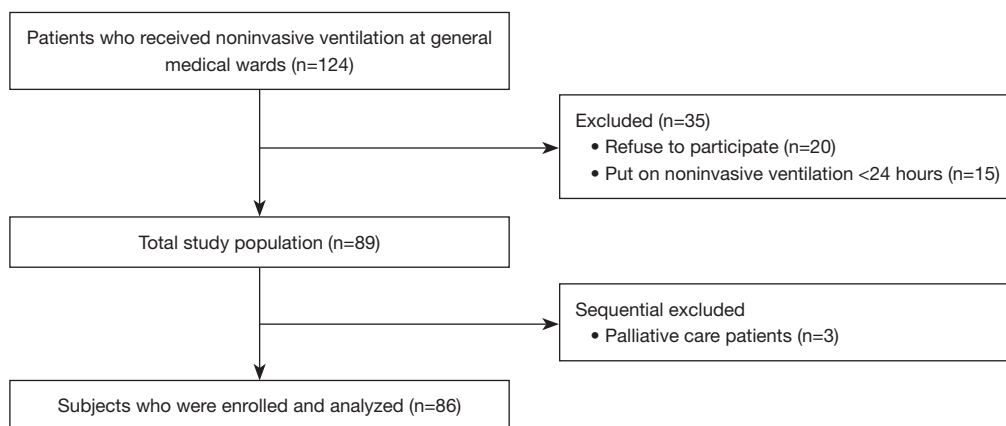 Patients who received noninvasive ventilation at general
medical wards (n=124)
Excluded (n=35)
• Refuse to participate (n=20)
• Put on noninvasive ventilation <24 hours (n=15)
Total study population (n=89)
Sequential excluded
• Palliative care patients (n=3)
Subjects who were enrolled and analyzed (n=86)